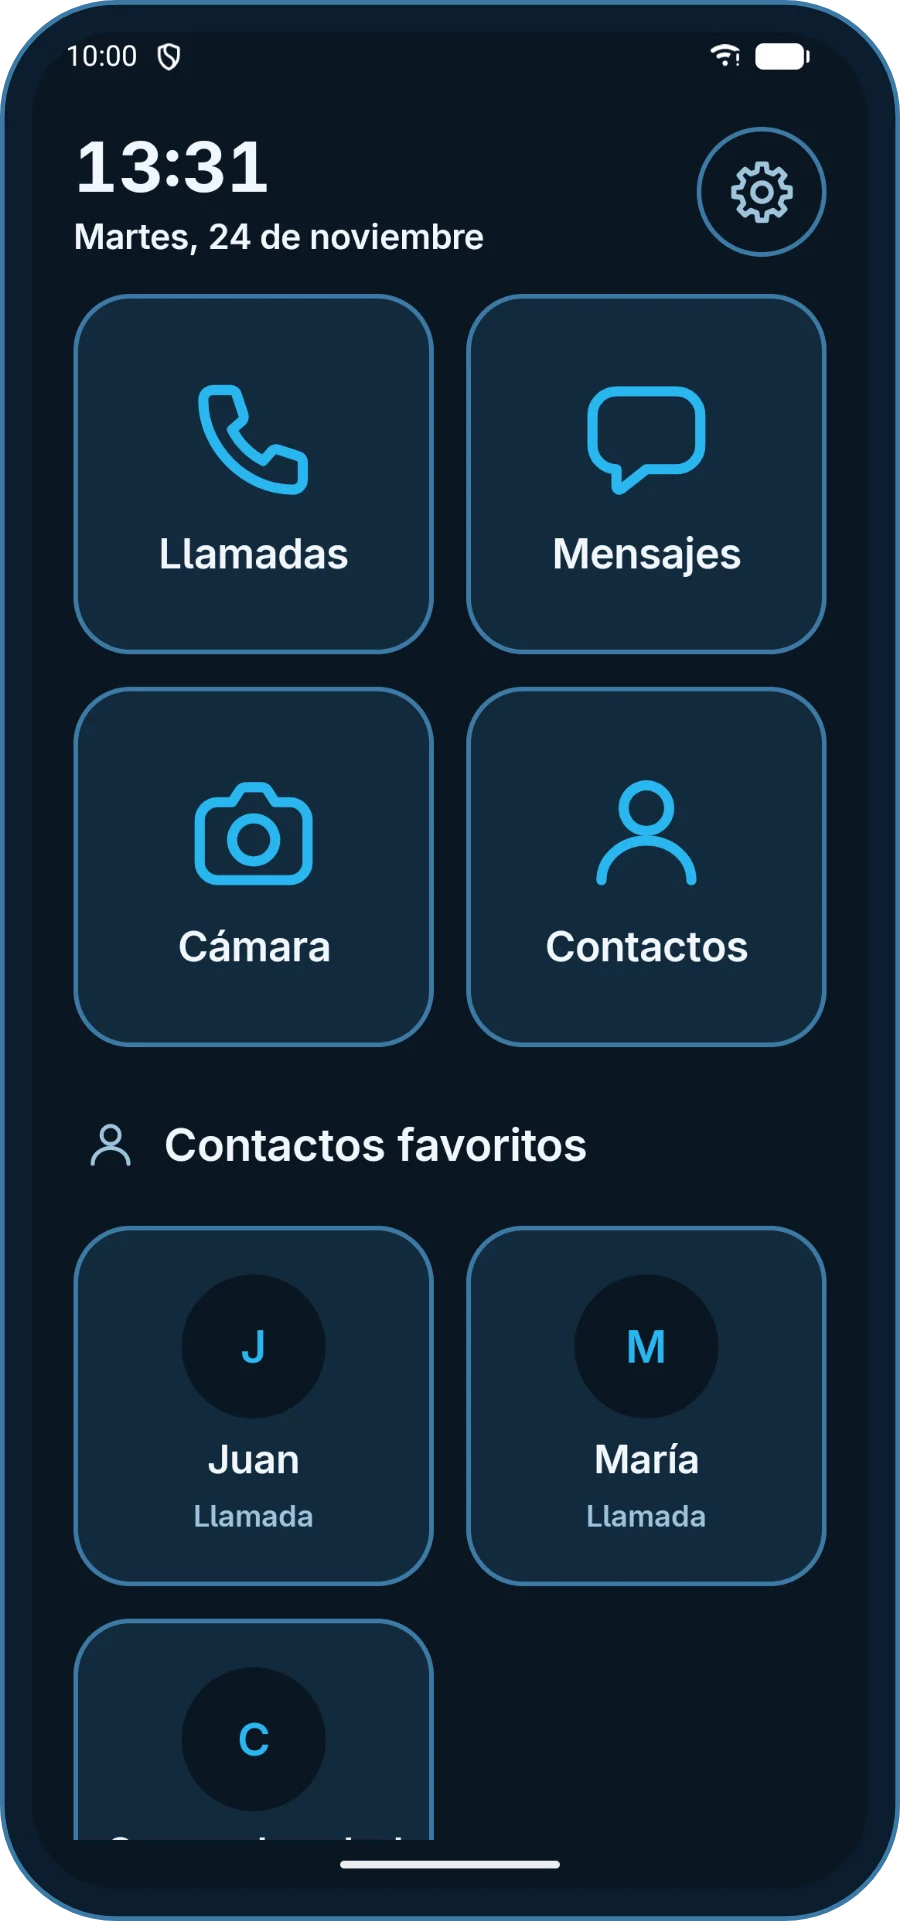 10:00
13:31
Martes, 24 de noviembre
Llamadas
Mensajes
Cámara
Contactos
Contactos favoritos
J
M
Juan
María
Llamada
Llamada
C